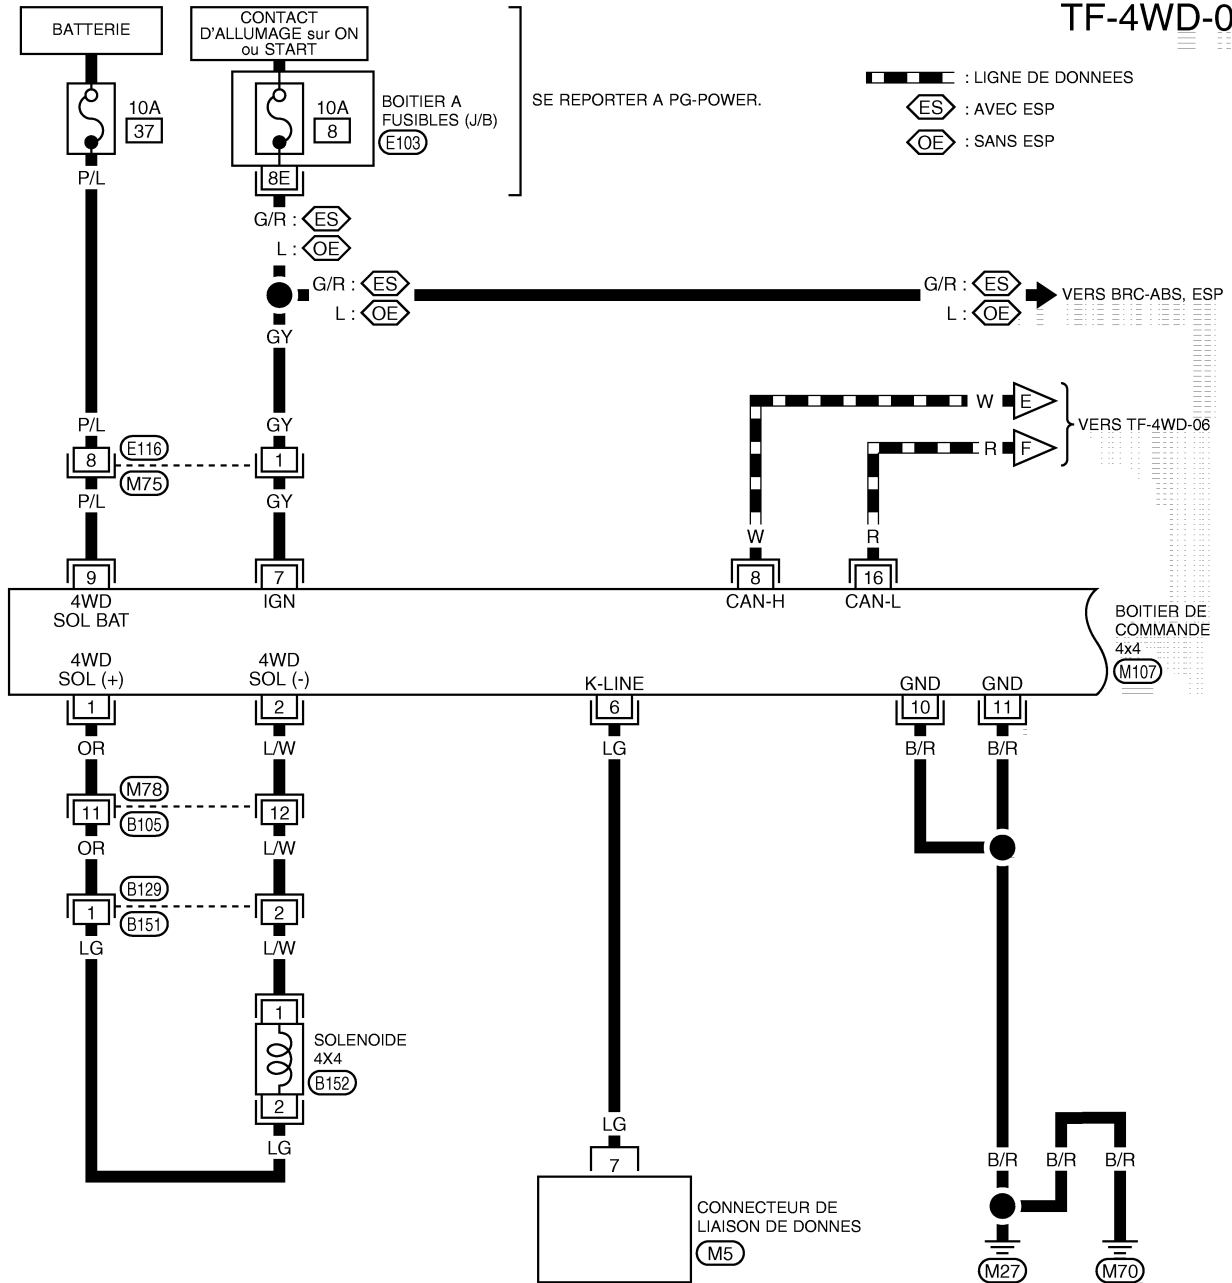 TF-4WD-0
BATTERIE
CONTACT
D'ALLUMAGE sur ON
ou START
10A
37
10A
8
BOITIER A
FUSIBLES (J/B)
E103
SE REPORTER A PG-POWER.
: LIGNE DE DONNEES
ES : AVEC ESP
OE : SANS ESP
8E
P/L
G/R : ES
L : OE
G/R : ES
L : OE
G/R : ES
L : OE
VERS BRC-ABS, ESP
GY
W
E
R
F
VERS TF-4WD-06
P/L
GY
8
E116
M75
1
P/L
GY
W
R
9
7
8
16
4WD
SOL BAT
IGN
CAN-H
CAN-L
BOITIER DE
COMMANDE
4x4
M107
4WD
SOL (+)
4WD
SOL (-)
K-LINE
GND
GND
1
2
6
10
11
OR
L/W
LG
B/R
B/R
11
M78
B105
12
OR
L/W
1
B129
B151
2
LG
L/W
1
SOLENOIDE
4X4
B152
2
LG
LG
7
CONNECTEUR DE
LIAISON DE DONNES
M5
B/R
B/R
B/R
M27
M70